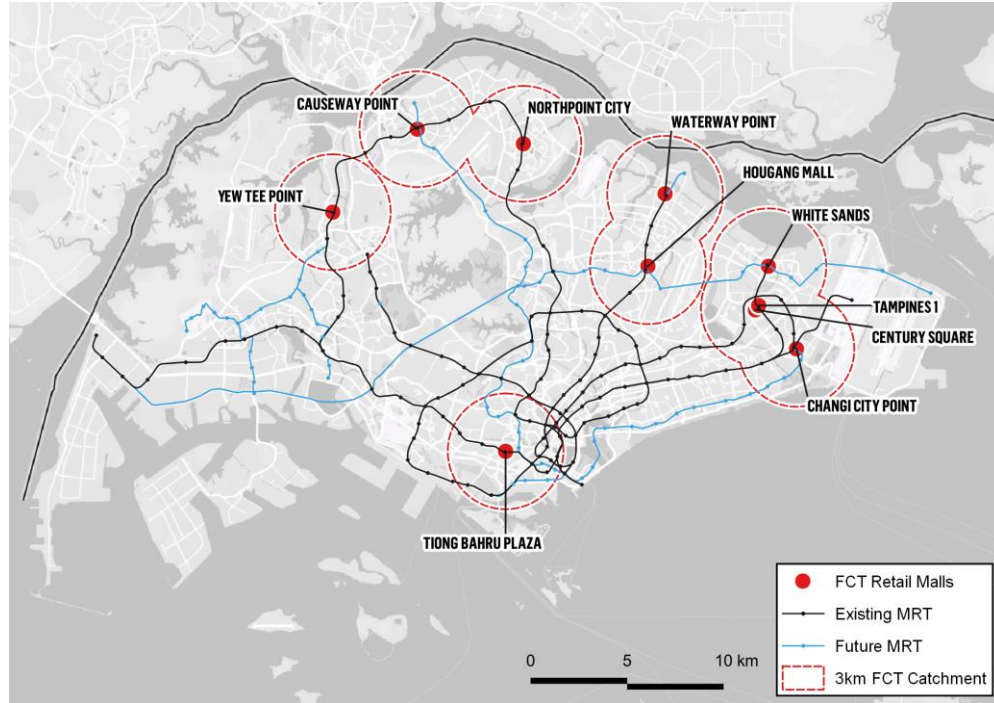 CAUSEWAY POINT
NORTHPOINT CITY
WATERWAY POINT
HOUGANG MALL
YEW TEE POINT
WHITE SANDS
TAMPINES 1
CENTURY SQUARE
CHANGI CITY POINT
TIONG BAHRU PLAZA
FCT Retail Malls
Existing MRT
Future MRT
3km FCT Catchment
0 5 10 km